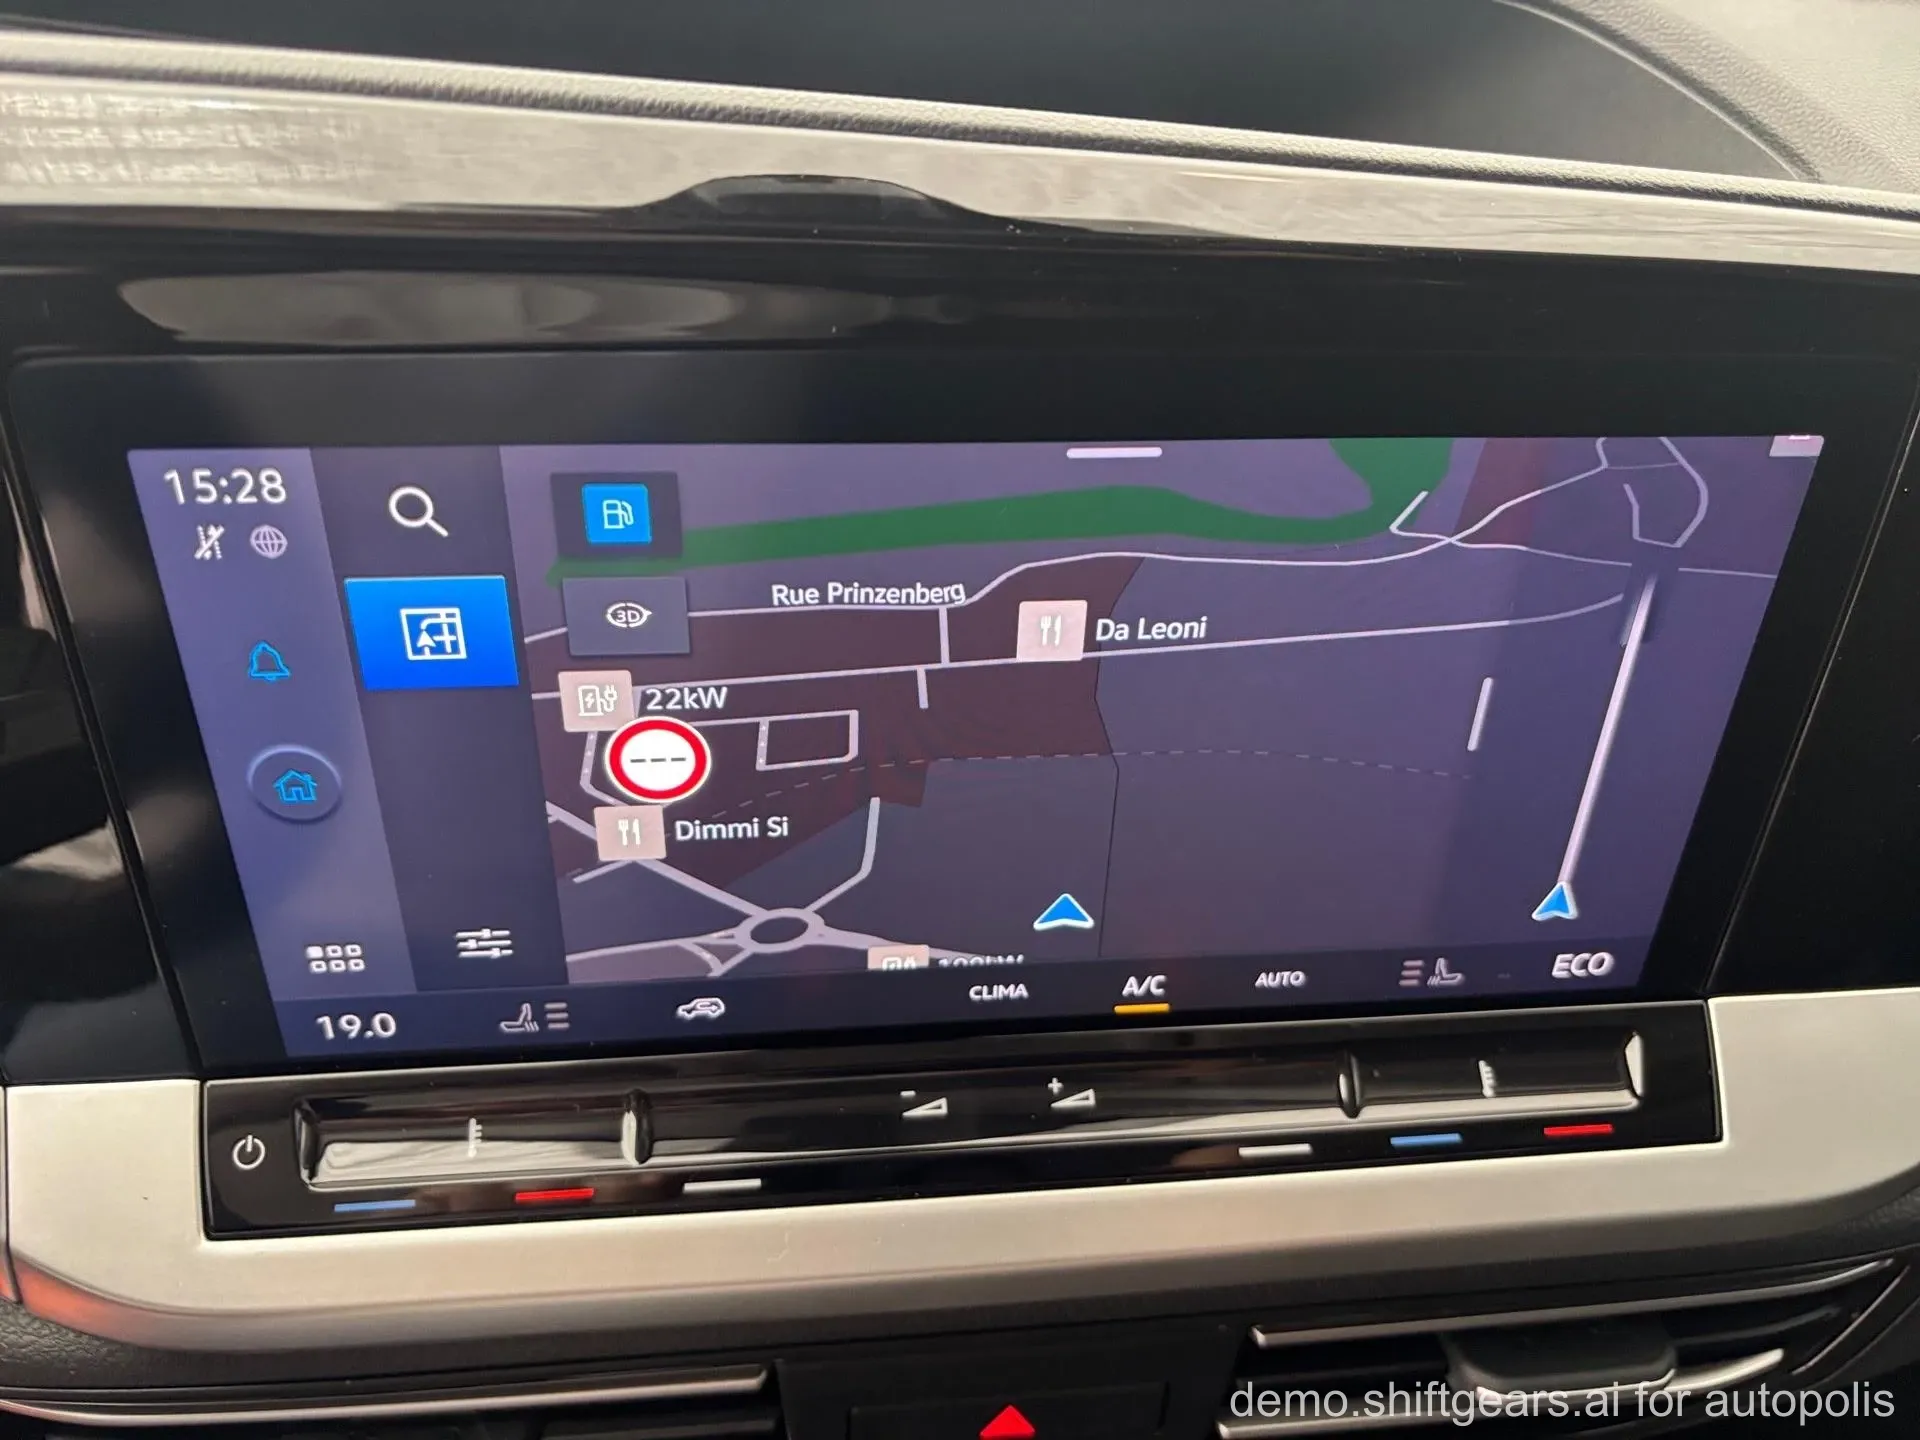 15:28
3D
Rue Prinzenberg
Da Leoni
22kW
Dimmi Si
CLIMA
A/C
AUTO
ECO
19.0
demo.shiftgears.ai for autopolis